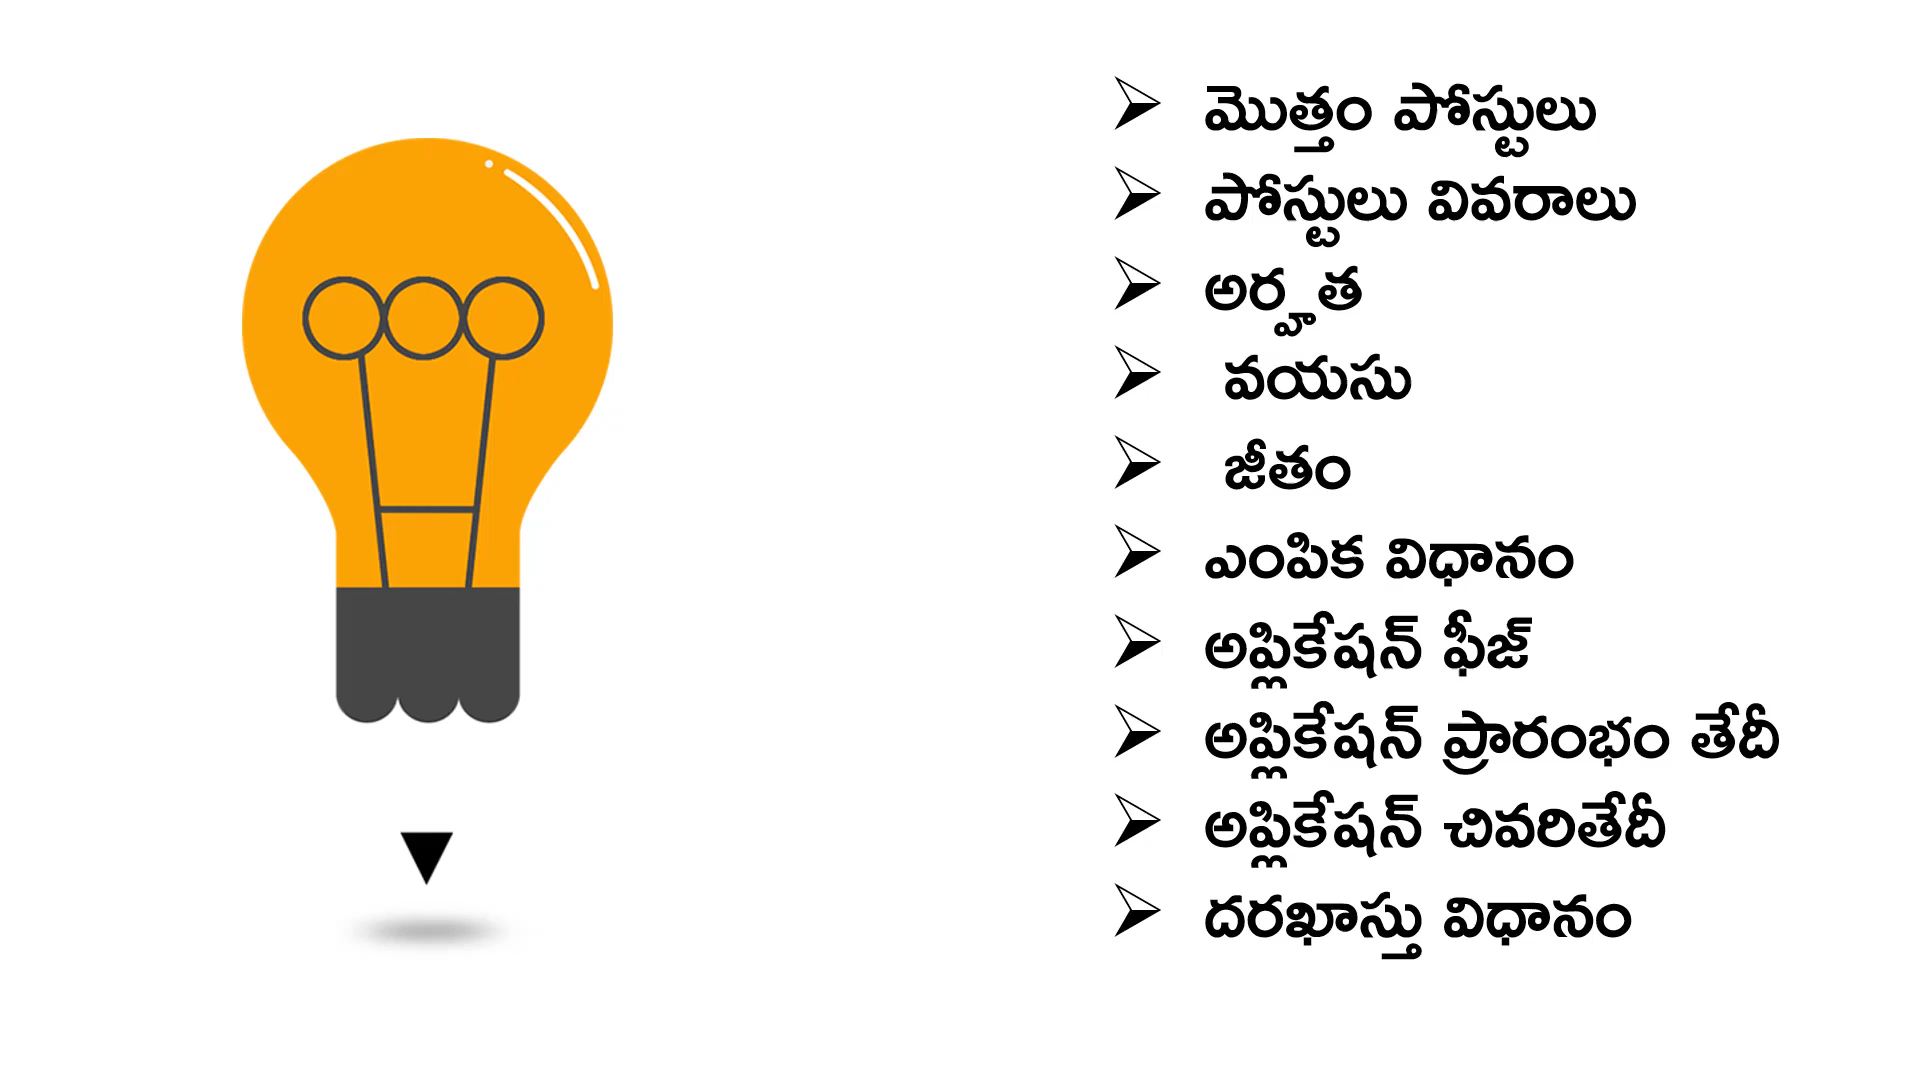 మొత్తం పోస్టులు
పోస్టులు వివరాలు
అర్హత
వయసు
జీతం
ఎంపిక విధానం
అప్లికేషన్ ఫీజ్
అప్లికేషన్ ప్రారంభం తేదీ
అప్లికేషన్ చివరితేదీ
దరఖాస్తు విధానం